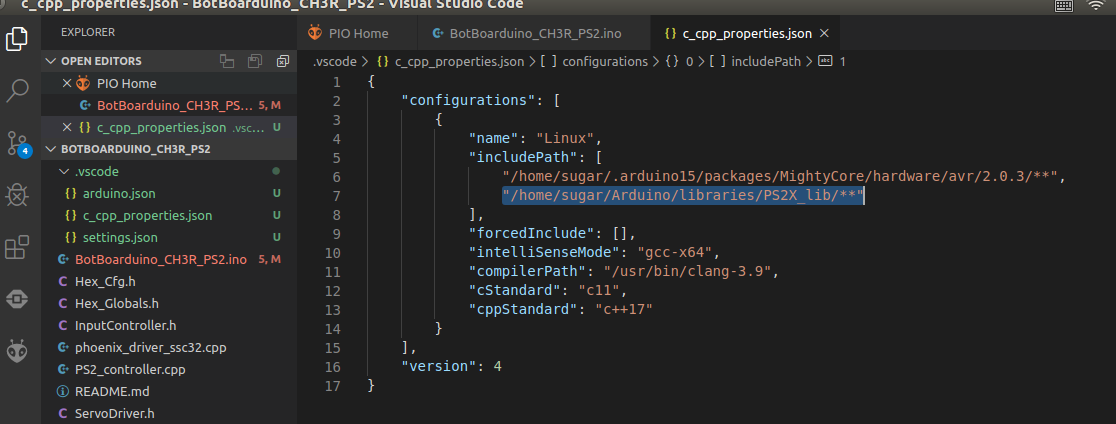 c_cpp_properties.json - BotBoarduino_CH3R_PS2 - Visual Studio Code
EXPLORER
OPEN EDITORS
PIO Home
BotBoarduino_CH3R_PS... 5, M
c_cpp_properties.json .vsc... U
4
BOTBOARDUINO_CH3R_PS2
.vscode
arduino.json U
c_cpp_properties.json U
settings.json U
BotBoarduino_CH3R_PS2.ino 5, M
Hex_Cfg.h
Hex_Globals.h
InputController.h
phoenix_driver_ssc32.cpp
PS2_controller.cpp
README.md
ServoDriver.h
PIO Home
BotBoarduino_CH3R_PS2.ino
{} c_cpp_properties.json
.vscode > {} c_cpp_properties.json > [ ] configurations > {} 0 > [ ] includePath > abc 1
1 {
2 "configurations": [
3 {
4 "name": "Linux",
5 "includePath": [
6 "/home/sugar/.arduino15/packages/MightyCore/hardware/avr/2.0.3/**",
7 "/home/sugar/Arduino/libraries/PS2X_lib/**"
8 ],
9 "forcedInclude": [],
10 "intelliSenseMode": "gcc-x64",
11 "compilerPath": "/usr/bin/clang-3.9",
12 "cStandard": "c11",
13 "cppStandard": "c++17"
14 }
15 ],
16 "version": 4
17 }